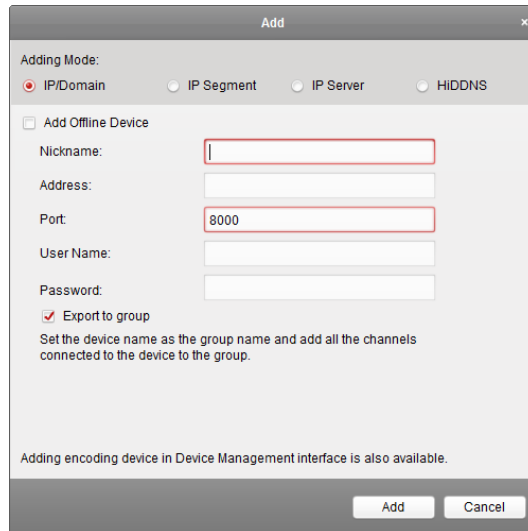 Add
×
Adding Mode:
IP/Domain IP Segment IP Server HiDDNS
Add Offline Device
Nickname:
Address:
Port: 8000
User Name:
Password:
Export to group
Set the device name as the group name and add all the channels
connected to the device to the group.
Adding encoding device in Device Management interface is also available.
Add Cancel